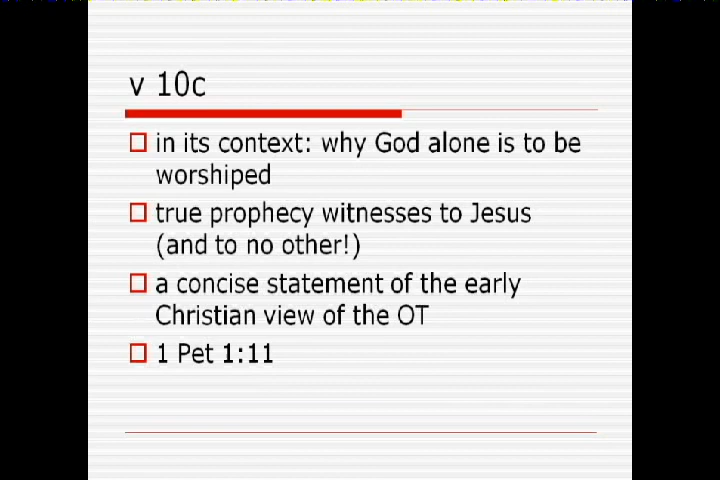 v 10c
in its context: why God alone is to be
worshiped
true prophecy witnesses to Jesus
(and to no other!)
a concise statement of the early
Christian view of the OT
1 Pet 1:11